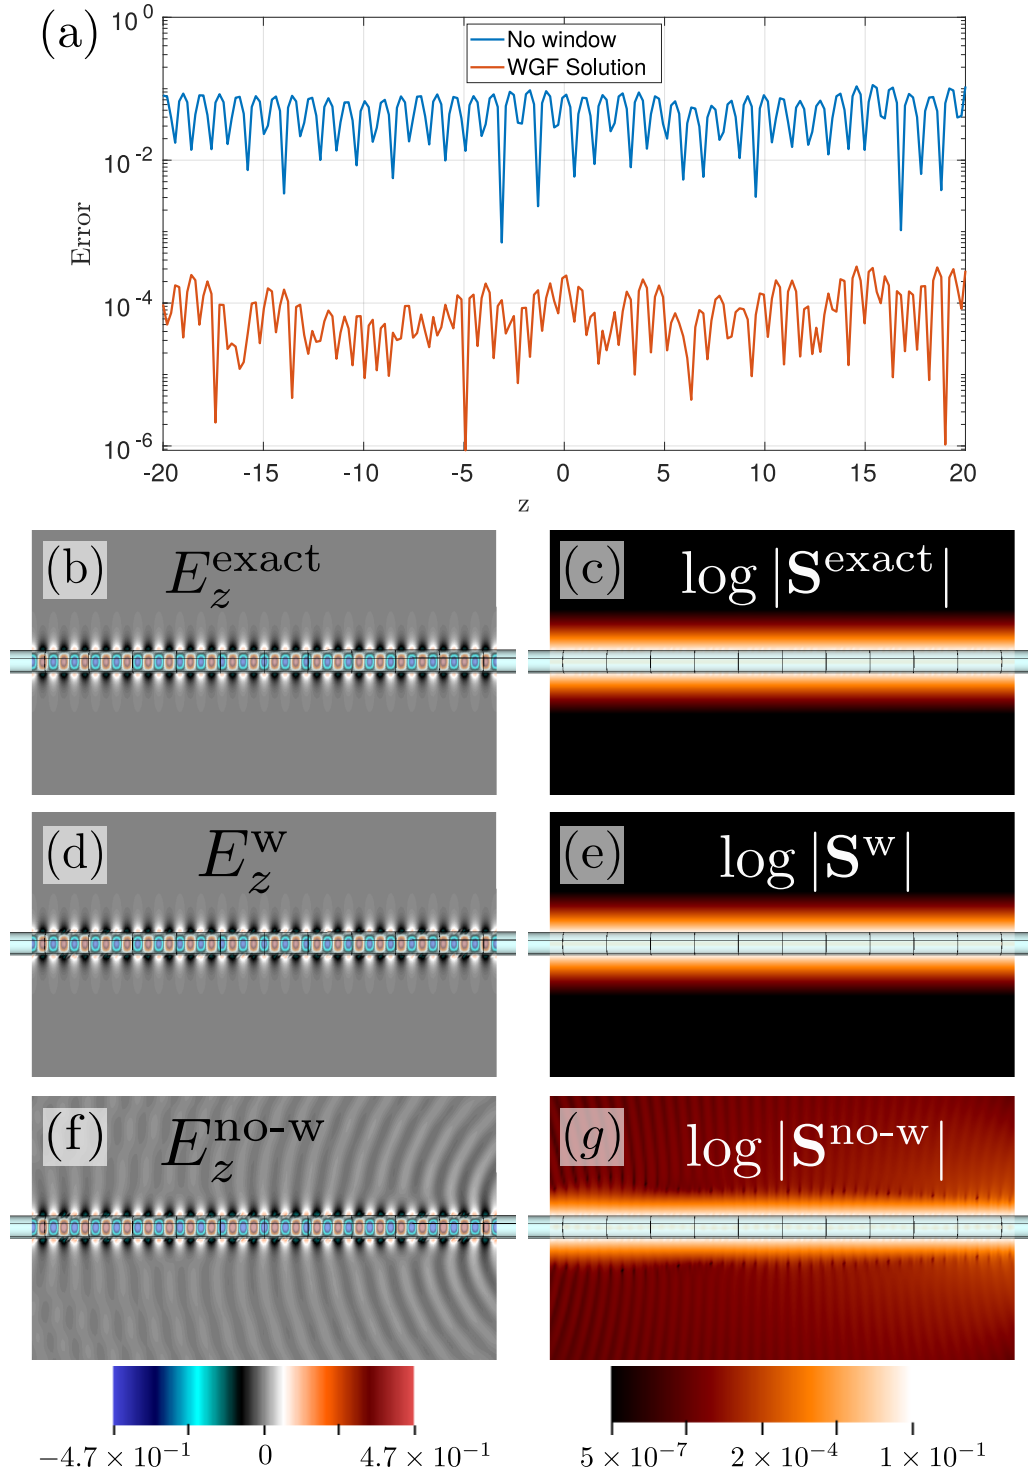 (a)
No window
WGF Solution
Error
10^0
10^-2
10^-4
10^-6
-20 -15 -10 -5 0 5 10 15 20
z
(b) E_z^exact
(c) log |S^exact|
(d) E_z^w
(e) log |S^w|
(f) E_z^no-w
(g) log |S^no-w|
−4.7 × 10^−1 0 4.7 × 10^−1
5 × 10^−7 2 × 10^−4 1 × 10^−1